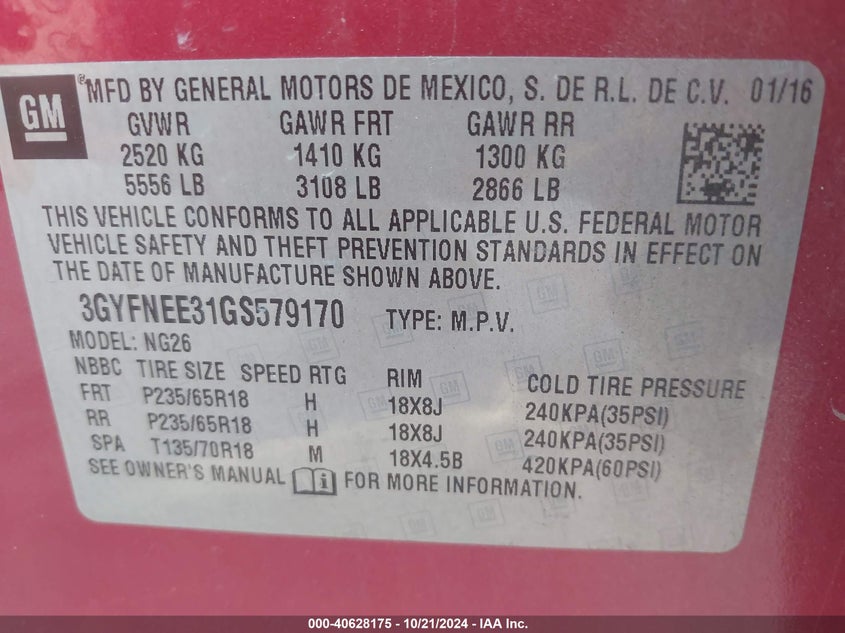 GM
® MFD BY GENERAL MOTORS DE MEXICO, S. DE R.L. DE C.V. 01/16
GVWR GAWR FRT GAWR RR
2520 KG 1410 KG 1300 KG
5556 LB 3108 LB 2866 LB
THIS VEHICLE CONFORMS TO ALL APPLICABLE U.S. FEDERAL MOTOR
VEHICLE SAFETY AND THEFT PREVENTION STANDARDS IN EFFECT ON
THE DATE OF MANUFACTURE SHOWN ABOVE.
3GYFNEE31GS579170 TYPE: M.P.V.
MODEL: NG26
NBBC TIRE SIZE SPEED RTG RIM COLD TIRE PRESSURE
FRT P235/65R18 H 18X8J 240KPA(35PSI)
RR P235/65R18 H 18X8J 240KPA(35PSI)
SPA T135/70R18 M 18X4.5B 420KPA(60PSI)
SEE OWNER'S MANUAL i FOR MORE INFORMATION.
000-40628175 - 10/21/2024 - IAA Inc.